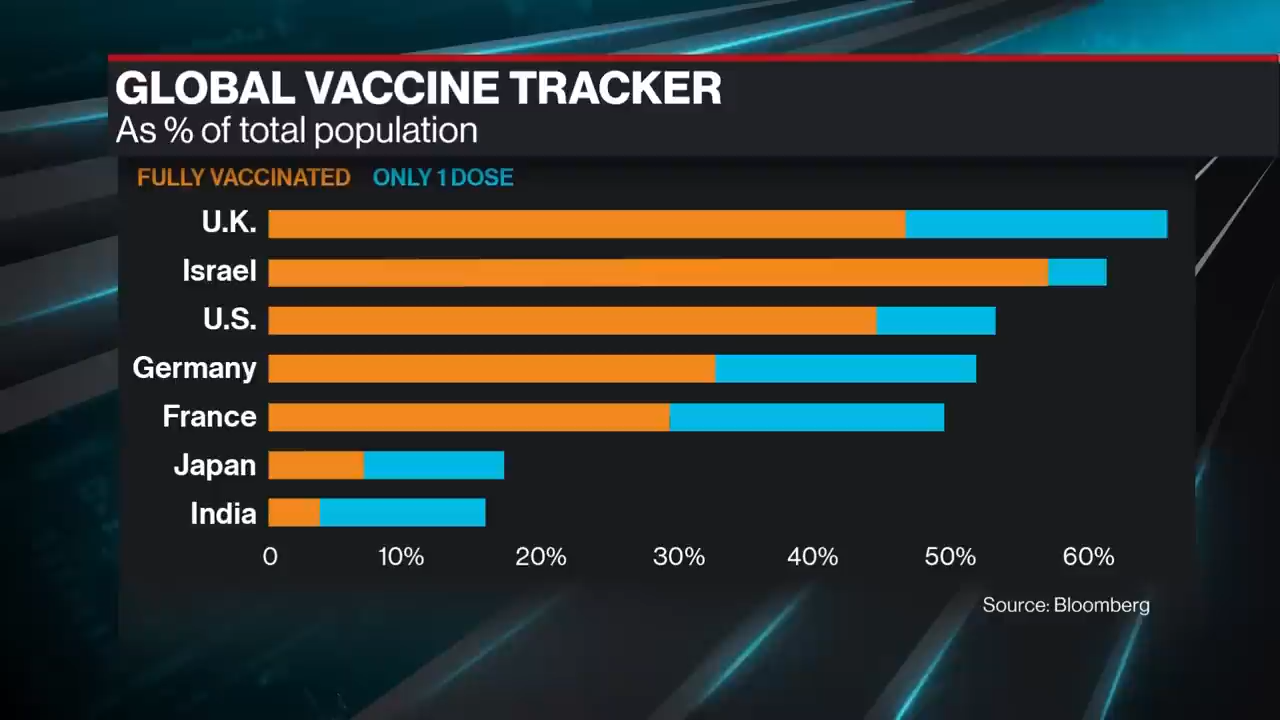 GLOBAL VACCINE TRACKER
As % of total population
FULLY VACCINATED ONLY 1 DOSE
U.K.
Israel
U.S.
Germany
France
Japan
India
0 10% 20% 30% 40% 50% 60%
Source: Bloomberg